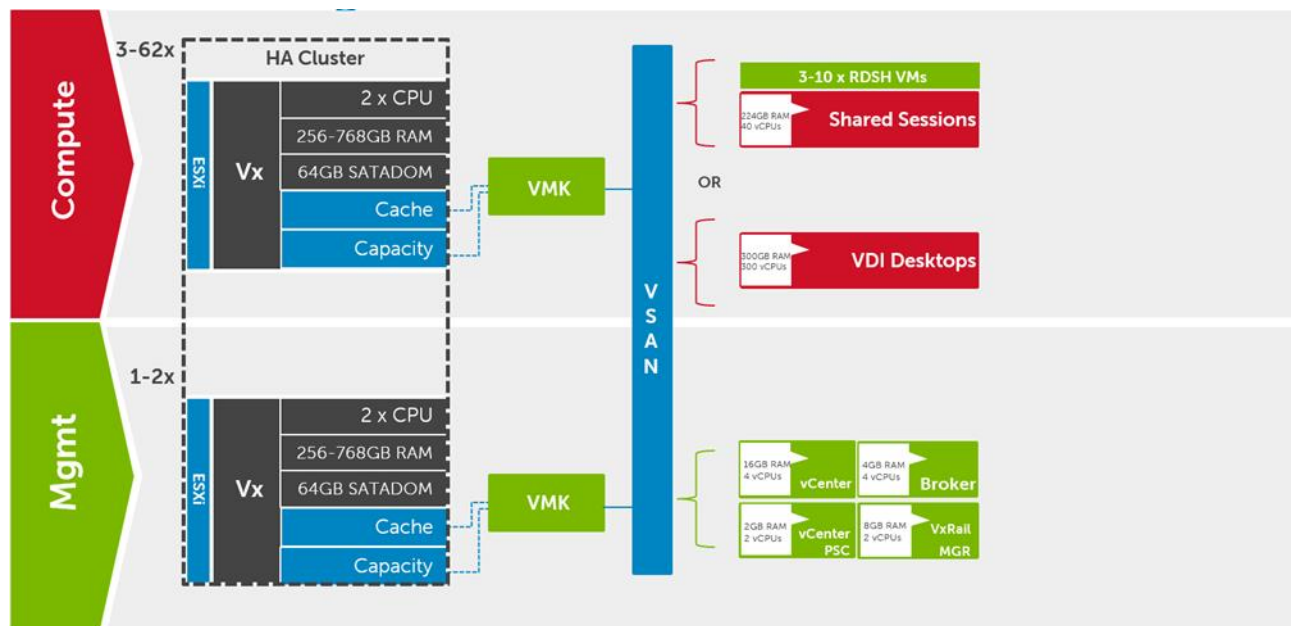 Compute
3-62x
HA Cluster
ESXi
Vx
2 x CPU
256-768GB RAM
64GB SATADOM
Cache
Capacity
VMK
VSAN
3-10 x RDSH VMs
224GB RAM
40 vCPUs
Shared Sessions
OR
300GB RAM
300 vCPUs
VDI Desktops
Mgmt
1-2x
ESXi
Vx
2 x CPU
256-768GB RAM
64GB SATADOM
Cache
Capacity
VMK
16GB RAM
4 vCPUs
vCenter
4GB RAM
4 vCPUs
Broker
2GB RAM
2 vCPUs
vCenter
PSC
8GB RAM
2 vCPUs
VxRail
MGR